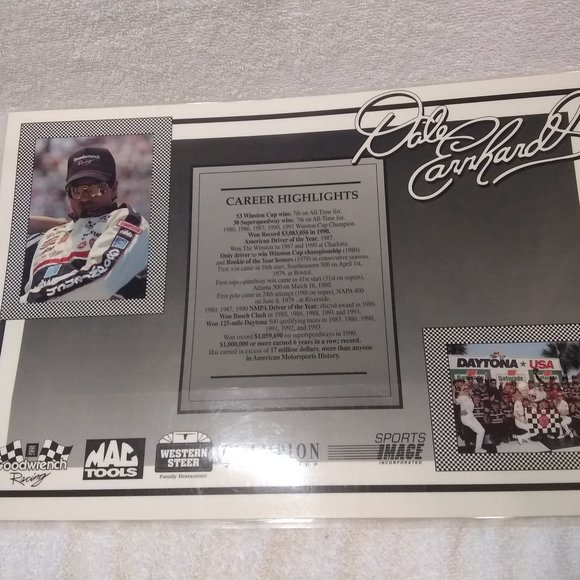 Dale
Earnhardt
Goodwrench
Racing
CAREER HIGHLIGHTS
53 Winston Cup wins; 7th on All-Time list.
30 Superspeedway wins; 7th on All-Time list.
1980, 1986, 1987, 1990, 1991 Winston Cup Champion.
Won Record $3,083,056 in 1990.
American Driver of the Year, 1987.
Won The Winston in 1987 and 1990 at Charlotte.
Only driver to win Winston Cup championship (1980)
and Rookie of the Year honors (1979) in consecutive seasons.
First win came in 16th start, Southeastern 500 on April 1st,
1979, at Bristol.
First superspeedway win came in 41st start (31st on supers),
Atlanta 500 on March 16, 1980.
First pole came in 24th attempt (19th on super), NAPA 400
on June 8, 1979, at Riverside.
1980, 1987, 1990 NMPA Driver of the Year; shared award in 1986.
Won Busch Clash in 1980, 1986, 1988, 1991 and 1993.
Won 125-mile Daytona 500 qualifying races in 1983, 1986, 1990,
1991, 1992, and 1993.
Won record $1,059,690 on superspeedways in 1990.
$1,000,000 or more earned 6 years in a row; record.
Has earned in excess of 17 million dollars, more than anyone
in American Motorsports History.
DAYTONA USA
Gatorade
Goodwrench
Racing
MAC
TOOLS
WESTERN
STEER
Family Restaurant
SPORTS
IMAGE
INCORPORATED